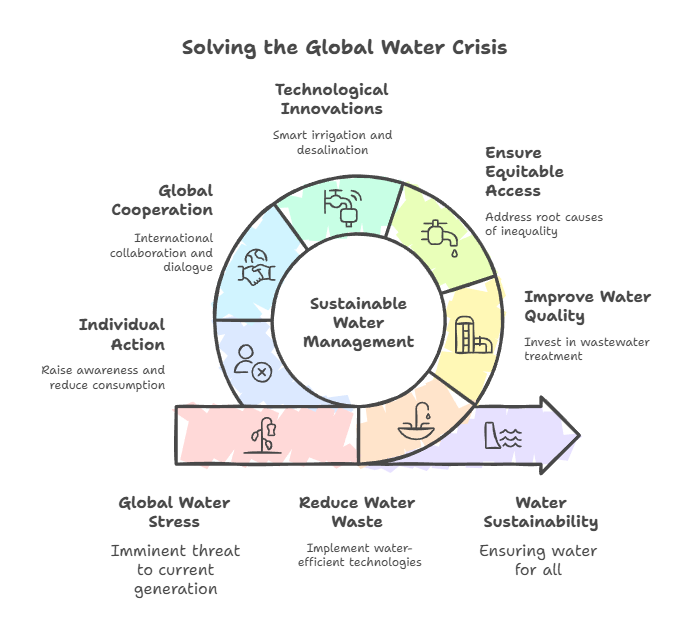 Solving the Global Water Crisis
Technological
Innovations
Smart irrigation and
desalination
Ensure
Equitable
Access
Address root causes
of inequality
Global
Cooperation
International
collaboration and
dialogue
Sustainable
Water
Management
Improve Water
Quality
Invest in wastewater
treatment
Individual
Action
Raise awareness and
reduce consumption
Global Water
Stress
Imminent threat
to current
generation
Reduce Water
Waste
Implement water-
efficient technologies
Water
Sustainability
Ensuring water
for all